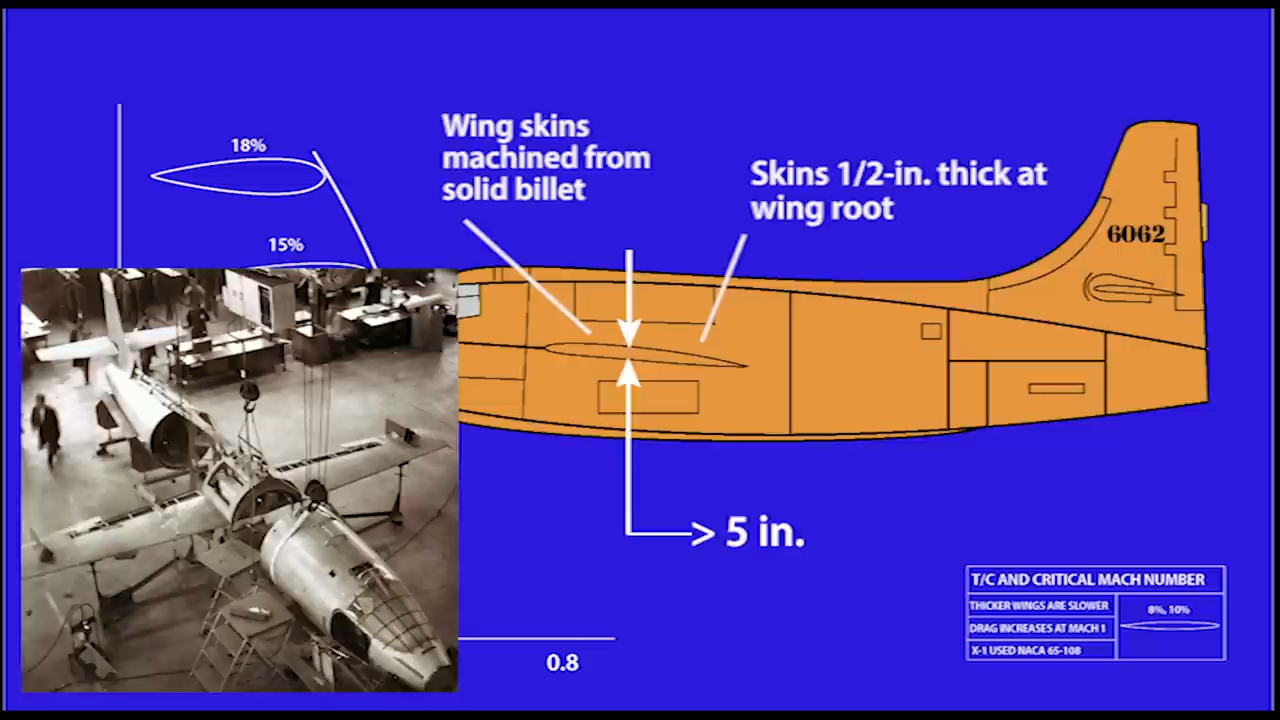 18%
15%
Wing skins
machined from
solid billet
Skins 1/2-in. thick at
wing root
6062
> 5 in.
0.8
T/C AND CRITICAL MACH NUMBER
THICKER WINGS ARE SLOWER
DRAG INCREASES AT MACH 1
X-1 USED NACA 65-108
8%, 10%